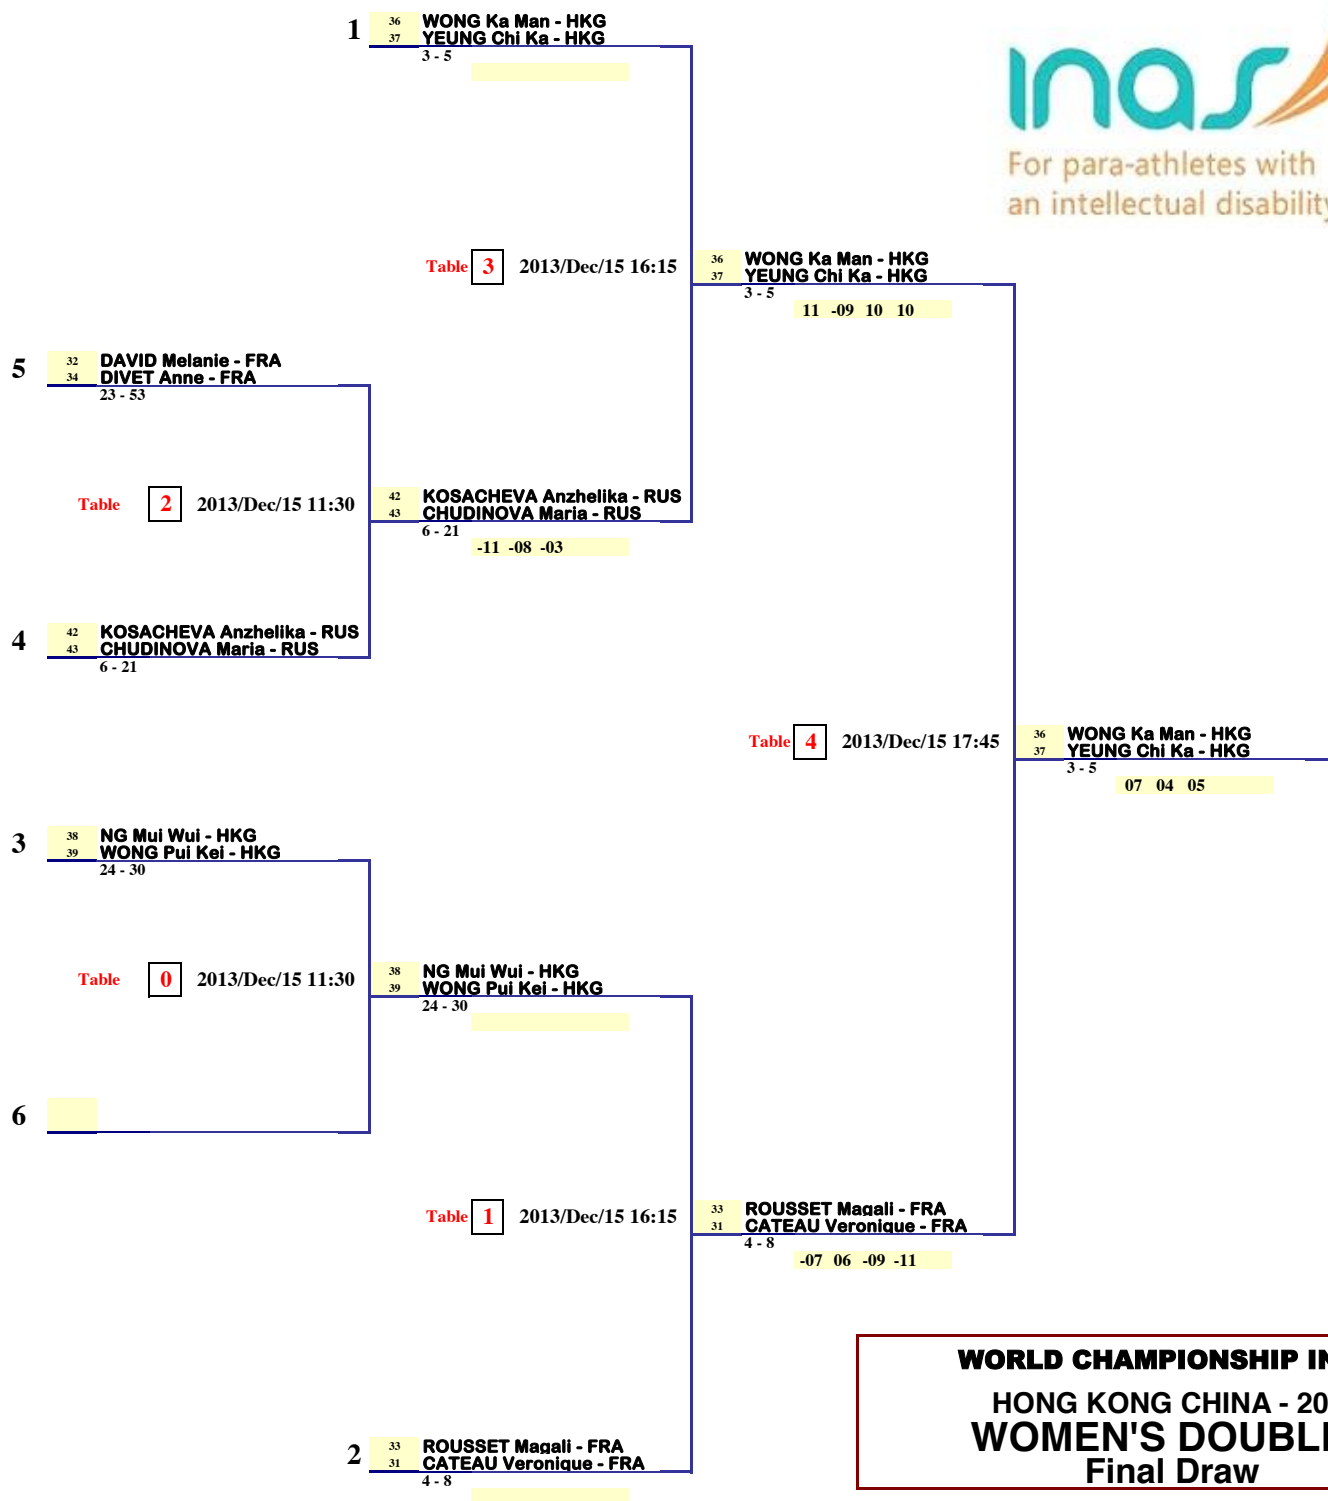 1
36 WONG Ka Man - HKG
37 YEUNG Chi Ka - HKG
3 - 5
inas
For para-athletes with
an intellectual disability
Table 3 2013/Dec/15 16:15
36 WONG Ka Man - HKG
37 YEUNG Chi Ka - HKG
3 - 5
11 -09 10 10
5
32 DAVID Melanie - FRA
34 DIVET Anne - FRA
23 - 53
Table 2 2013/Dec/15 11:30
42 KOSACHEVA Anzhelika - RUS
43 CHUDINOVA Maria - RUS
6 - 21
-11 -08 -03
4
42 KOSACHEVA Anzhelika - RUS
43 CHUDINOVA Maria - RUS
6 - 21
Table 4 2013/Dec/15 17:45
36 WONG Ka Man - HKG
37 YEUNG Chi Ka - HKG
3 - 5
07 04 05
3
38 NG Mui Wui - HKG
39 WONG Pui Kei - HKG
24 - 30
Table 0 2013/Dec/15 11:30
38 NG Mui Wui - HKG
39 WONG Pui Kei - HKG
24 - 30
6
Table 1 2013/Dec/15 16:15
33 ROUSSET Magali - FRA
31 CATEAU Veronique - FRA
4 - 8
-07 06 -09 -11
2
33 ROUSSET Magali - FRA
31 CATEAU Veronique - FRA
4 - 8
WORLD CHAMPIONSHIP
HONG KONG CHINA - 20
WOMEN'S DOUBL
Final Draw